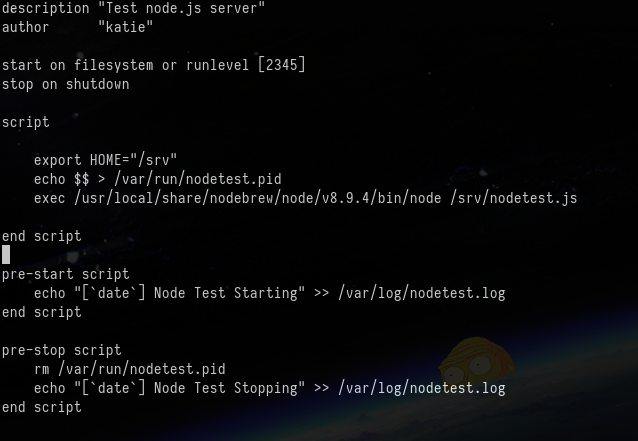 description "Test node.js server"
author      "katie"
start on filesystem or runlevel [2345]
stop on shutdown
script
    export HOME="/srv"
    echo $$ > /var/run/nodetest.pid
    exec /usr/local/share/nodebrew/node/v8.9.4/bin/node /srv/nodetest.js
end script
pre-start script
    echo "[`date`] Node Test Starting" >> /var/log/nodetest.log
end script
pre-stop script
    rm /var/run/nodetest.pid
    echo "[`date`] Node Test Stopping" >> /var/log/nodetest.log
end script